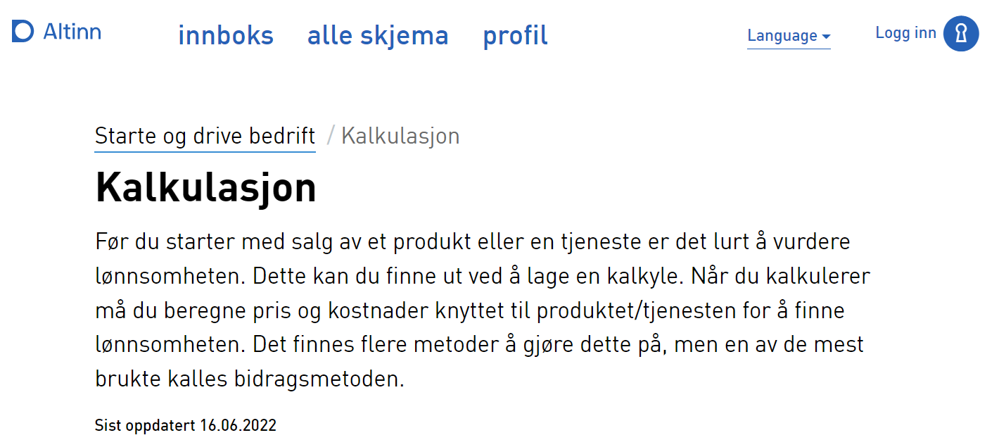 Altinn
innboks alle skjema profil
Language
Logg inn
Starte og drive bedrift / Kalkulasjon
Kalkulasjon
Før du starter med salg av et produkt eller en tjeneste er det lurt å vurdere
lønnsomheten. Dette kan du finne ut ved å lage en kalkyle. Når du kalkulerer
må du beregne pris og kostnader knyttet til produktet/tjenesten for å finne
lønnsomheten. Det finnes flere metoder å gjøre dette på, men en av de mest
brukte kalles bidragsmetoden.
Sist oppdatert 16.06.2022